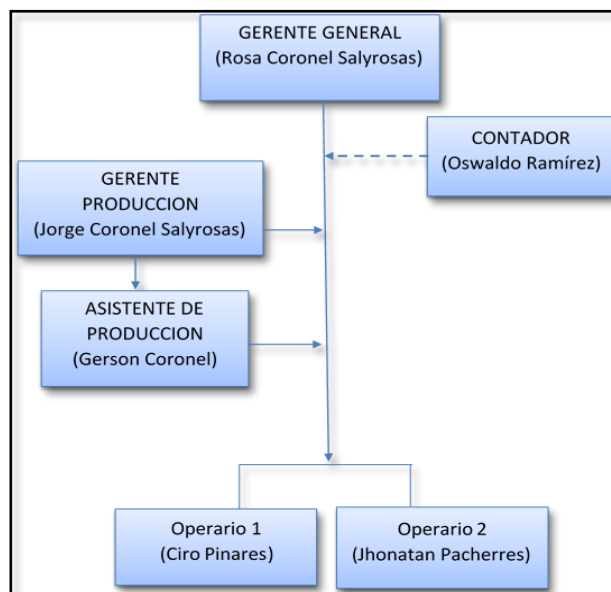 GERENTE GENERAL
(Rosa Coronel Salyrosas)
CONTADOR
(Oswaldo Ramírez)
GERENTE
PRODUCCION
(Jorge Coronel Salyrosas)
ASISTENTE DE
PRODUCCION
(Gerson Coronel)
Operario 1
(Ciro Pinares)
Operario 2
(Jhonatan Pacherres)